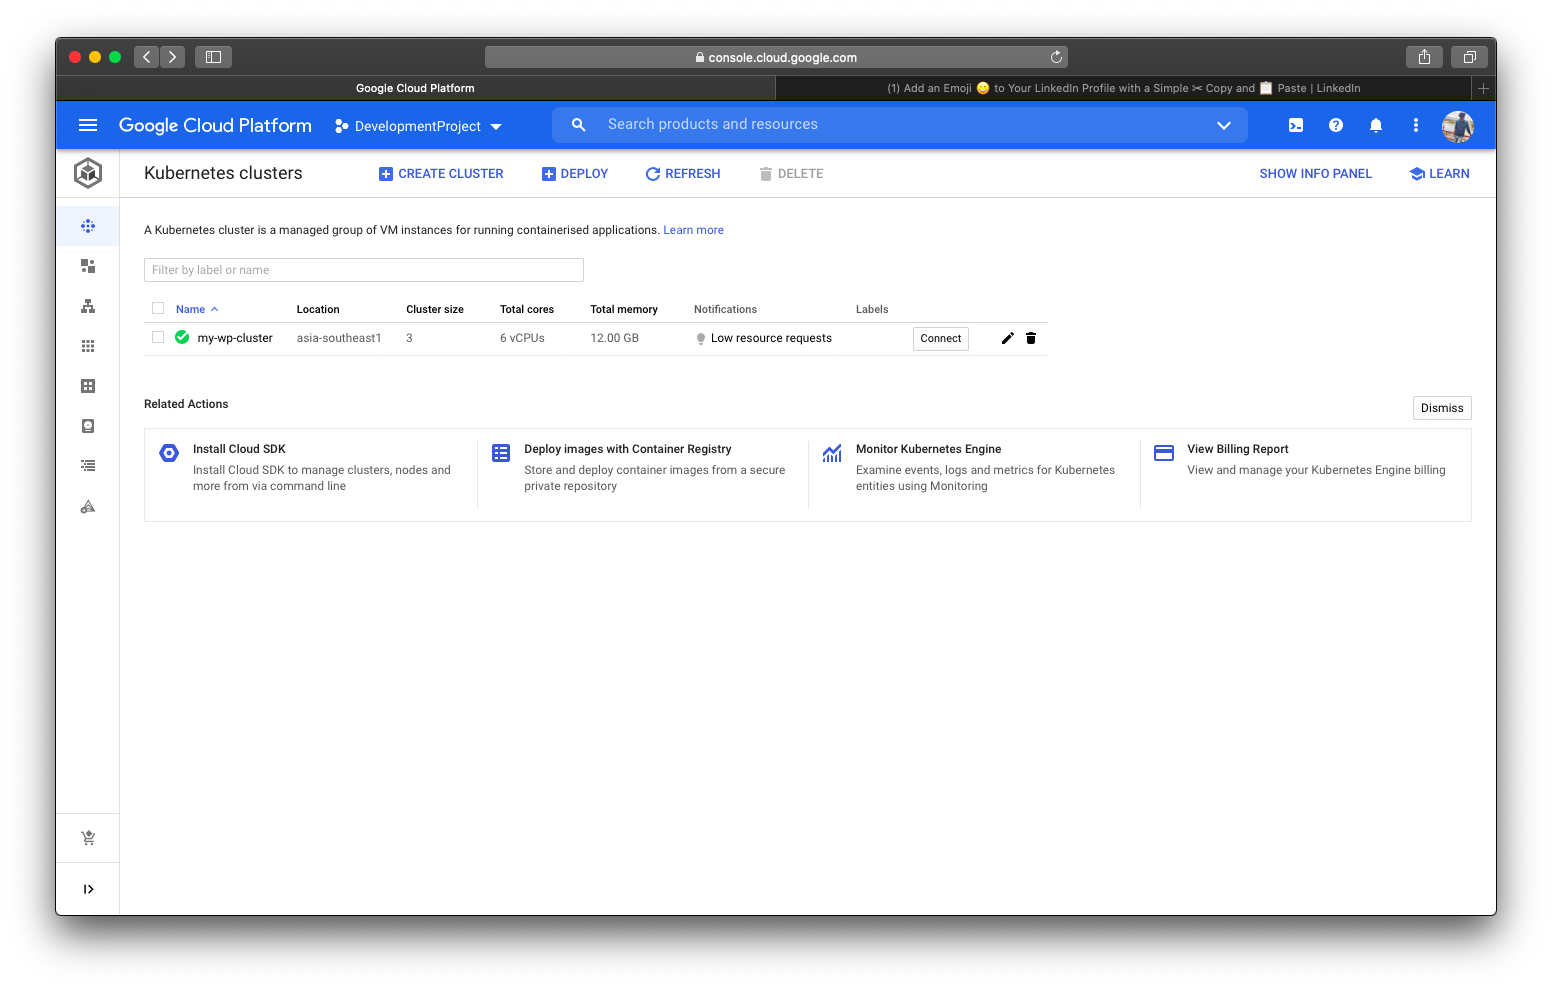 console.cloud.google.com
Google Cloud Platform
(1) Add an Emoji 😀 to Your LinkedIn Profile with a Simple ✂ Copy and 📋 Paste | LinkedIn
Google Cloud Platform
DevelopmentProject
Search products and resources
Kubernetes clusters
CREATE CLUSTER
DEPLOY
REFRESH
DELETE
SHOW INFO PANEL
LEARN
A Kubernetes cluster is a managed group of VM instances for running containerised applications. Learn more
Filter by label or name
Name Location Cluster size Total cores Total memory Notifications Labels
my-wp-cluster asia-southeast1 3 6 vCPUs 12.00 GB Low resource requests Connect
Related Actions
Dismiss
Install Cloud SDK
Install Cloud SDK to manage clusters, nodes and
more from via command line
Deploy images with Container Registry
Store and deploy container images from a secure
private repository
Monitor Kubernetes Engine
Examine events, logs and metrics for Kubernetes
entities using Monitoring
View Billing Report
View and manage your Kubernetes Engine billing